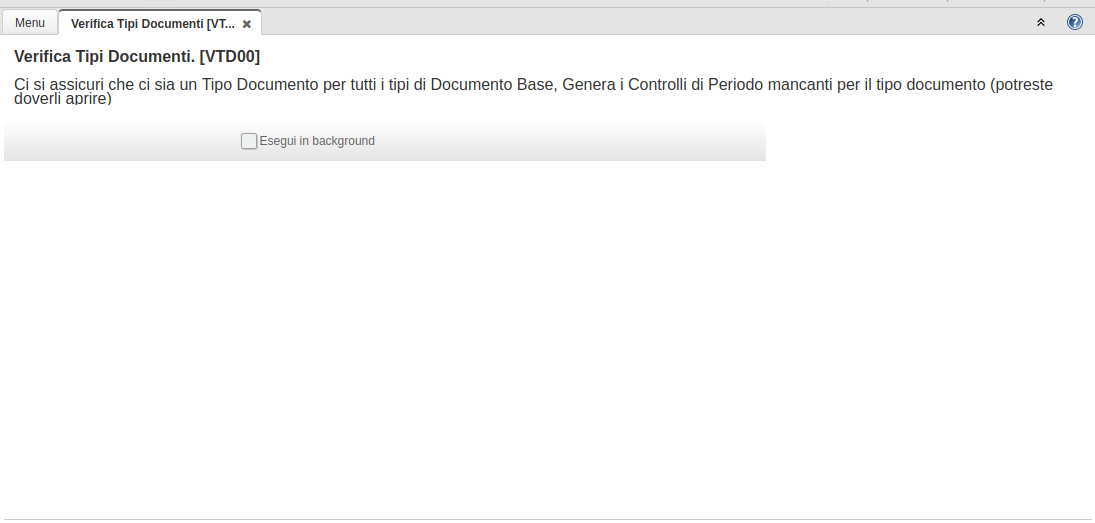 Menu
Verifica Tipi Documenti [VT...
Verifica Tipi Documenti. [VTD00]
Ci si assicuri che ci sia un Tipo Documento per tutti i tipi di Documento Base, Genera i Controlli di Periodo mancanti per il tipo documento (potreste
doverli aprire)
Esegui in background